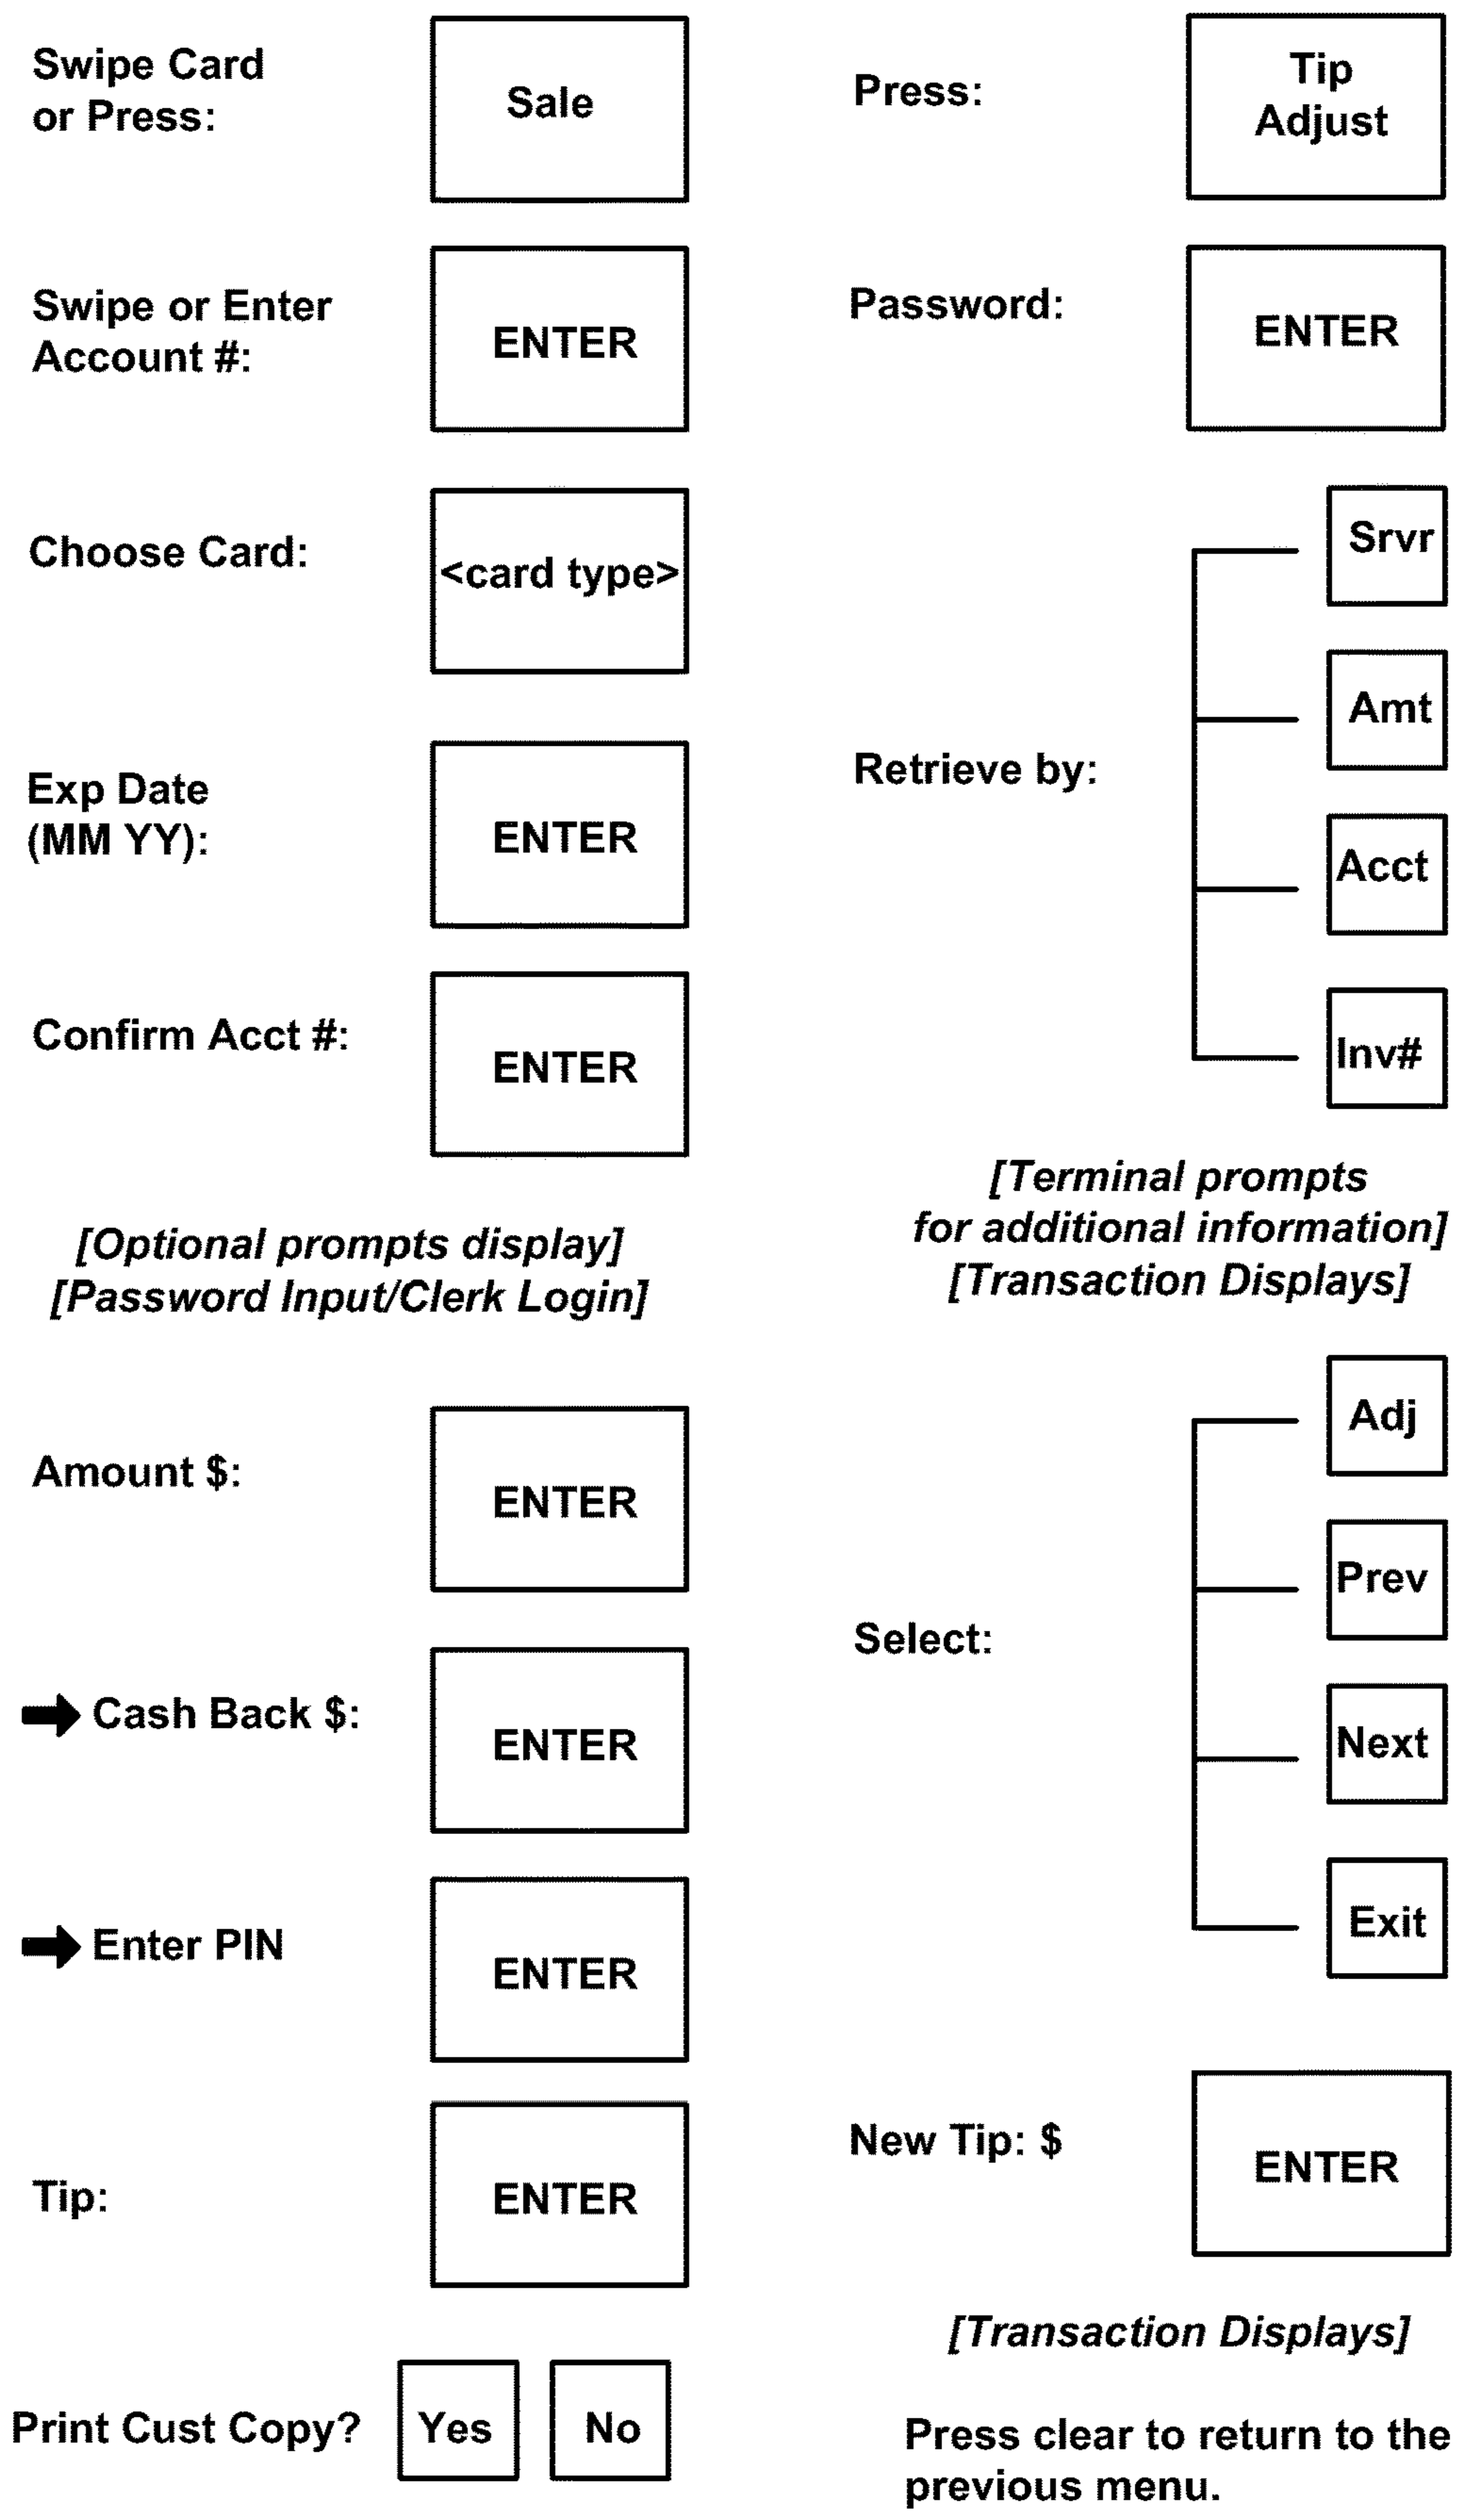 Swipe Card
or Press:
Sale
Swipe or Enter
Account #:
ENTER
Choose Card:
<card type>
Exp Date
(MM YY):
ENTER
Confirm Acct #:
ENTER
[Optional prompts display]
[Password Input/Clerk Login]
Amount $:
ENTER
Cash Back $:
ENTER
Enter PIN
ENTER
Tip:
ENTER
Print Cust Copy?
Yes
No
Press:
Tip
Adjust
Password:
ENTER
Retrieve by:
Srvr
Amt
Acct
Inv#
[Terminal prompts
for additional information]
[Transaction Displays]
Select:
Adj
Prev
Next
Exit
New Tip: $
ENTER
[Transaction Displays]
Press clear to return to the
previous menu.